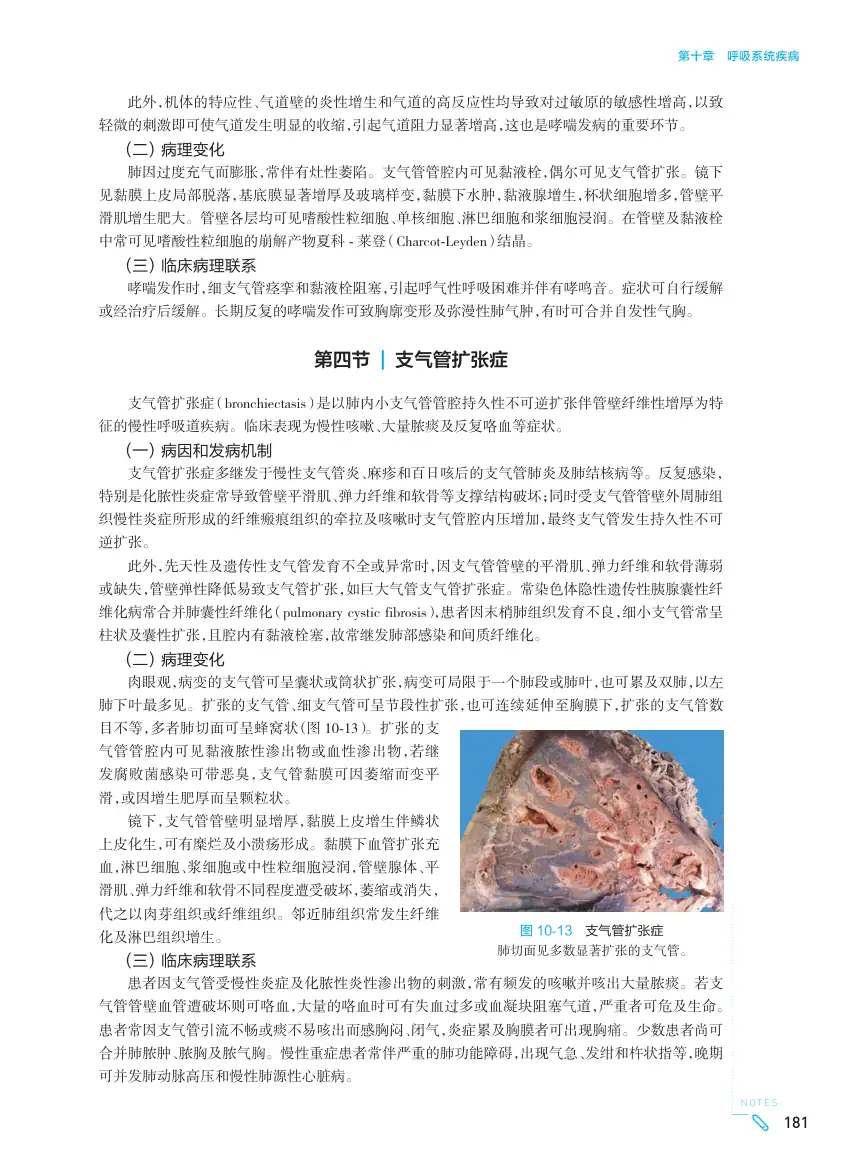 第十章 呼吸系统疾病
此外,机体的特应性、气道壁的炎性增生和气道的高反应性均导致对过敏原的敏感性增高,以致
轻微的刺激即可使气道发生明显的收缩,引起气道阻力显著增高,这也是哮喘发病的重要环节。
(二)病理变化
肺因过度充气而膨胀,常伴有灶性萎陷。支气管管腔内可见黏液栓,偶尔可见支气管扩张。镜下
见黏膜上皮局部脱落,基底膜显著增厚及玻璃样变,黏膜下水肿,黏液腺增生,杯状细胞增多,管壁平
滑肌增生肥大。管壁各层均可见嗜酸性粒细胞、单核细胞、淋巴细胞和浆细胞浸润。在管壁及黏液栓
中常可见嗜酸性粒细胞的崩解产物夏科 - 莱登(Charcot-Leyden)结晶。
(三)临床病理联系
哮喘发作时,细支气管痉挛和黏液栓阻塞,引起呼气性呼吸困难并伴有哮鸣音。症状可自行缓解
或经治疗后缓解。长期反复的哮喘发作可致胸廓变形及弥漫性肺气肿,有时可合并自发性气胸。
第四节 | 支气管扩张症
支气管扩张症(bronchiectasis)是以肺内小支气管管腔持久性不可逆扩张伴管壁纤维性增厚为特
征的慢性呼吸道疾病。临床表现为慢性咳嗽、大量脓痰及反复咯血等症状。
(一)病因和发病机制
支气管扩张症多继发于慢性支气管炎、麻疹和百日咳后的支气管肺炎及肺结核病等。反复感染,
特别是化脓性炎症常导致管壁平滑肌、弹力纤维和软骨等支撑结构破坏;同时受支气管管壁外周肺组
织慢性炎症所形成的纤维瘢痕组织的牵拉及咳嗽时支气管腔内压增加,最终支气管发生持久性不可
逆扩张。
此外,先天性及遗传性支气管发育不全或异常时,因支气管管壁的平滑肌、弹力纤维和软骨薄弱
或缺失,管壁弹性降低易致支气管扩张,如巨大气管支气管扩张症。常染色体隐性遗传性胰腺囊性纤
维化病常合并肺囊性纤维化(pulmonary cystic fibrosis),患者因末梢肺组织发育不良,细小支气管常呈
柱状及囊性扩张,且腔内有黏液栓塞,故常继发肺部感染和间质纤维化。
(二)病理变化
肉眼观,病变的支气管可呈囊状或筒状扩张,病变可局限于一个肺段或肺叶,也可累及双肺,以左
肺下叶最多见。扩张的支气管、细支气管可呈节段性扩张,也可连续延伸至胸膜下,扩张的支气管数
目不等,多者肺切面可呈蜂窝状(图 10-13)。扩张的支
气管管腔内可见黏液脓性渗出物或血性渗出物,若继
发腐败菌感染可带恶臭,支气管黏膜可因萎缩而变平
滑,或因增生肥厚而呈颗粒状。
镜下,支气管管壁明显增厚,黏膜上皮增生伴鳞状
上皮化生,可有糜烂及小溃疡形成。黏膜下血管扩张充
血,淋巴细胞、浆细胞或中性粒细胞浸润,管壁腺体、平
滑肌、弹力纤维和软骨不同程度遭受破坏,萎缩或消失,
代之以肉芽组织或纤维组织。邻近肺组织常发生纤维
化及淋巴组织增生。
图 10-13 支气管扩张症
肺切面见多数显著扩张的支气管。
(三)临床病理联系
患者因支气管受慢性炎症及化脓性炎性渗出物的刺激,常有频发的咳嗽并咳出大量脓痰。若支
气管管壁血管遭破坏则可咯血,大量的咯血时可有失血过多或血凝块阻塞气道,严重者可危及生命。
患者常因支气管引流不畅或痰不易咳出而感胸闷、闭气,炎症累及胸膜者可出现胸痛。少数患者尚可
合并肺脓肿、脓胸及脓气胸。慢性重症患者常伴严重的肺功能障碍,出现气急、发绀和杵状指等,晚期
可并发肺动脉高压和慢性肺源性心脏病。
NOTES
181